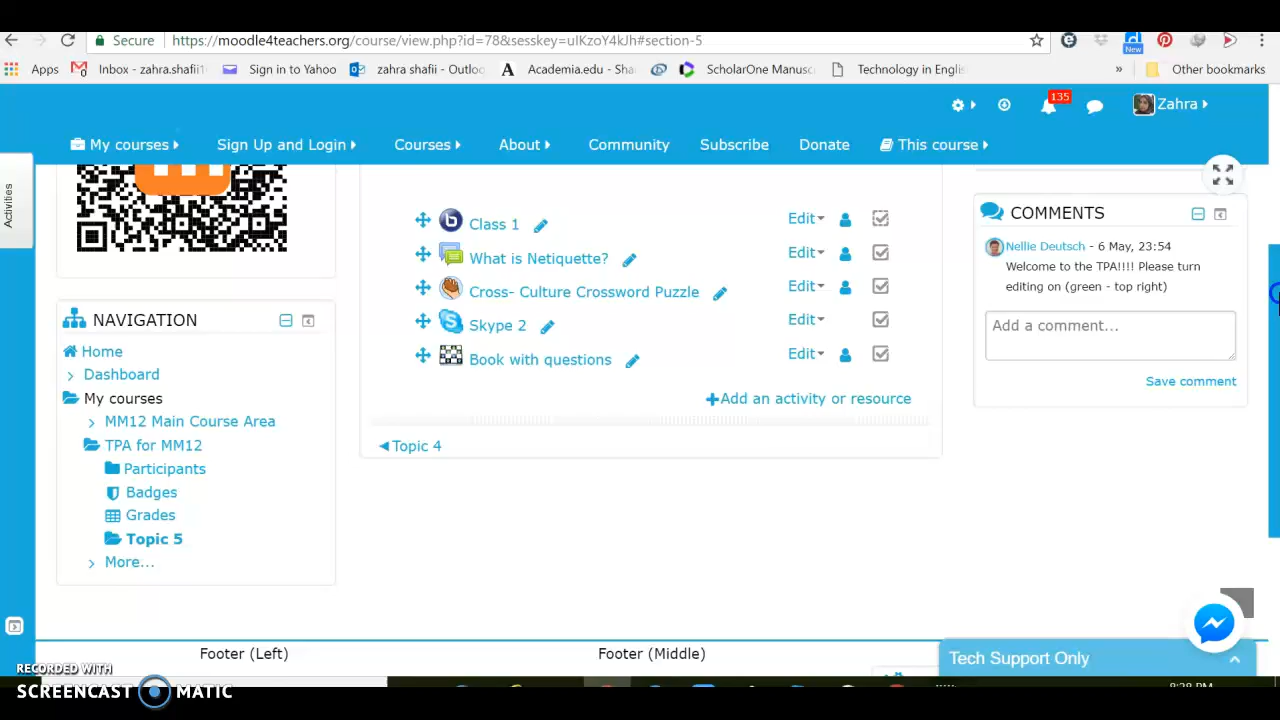 Secure
https://moodle4teachers.org/course/view.php?id=78&sesskey=uIKzoY4kJh#section-5
New
Apps
Inbox - zahra.shafii1
Sign in to Yahoo
zahra shafii - Outloo
Academia.edu - Sha
ScholarOne Manusc
Technology in Englis
»
Other bookmarks
135
Zahra
My courses
Sign Up and Login
Courses
About
Community
Subscribe
Donate
This course
Activities
Class 1
Edit
What is Netiquette?
Edit
Cross- Culture Crossword Puzzle
Edit
Skype 2
Edit
Book with questions
Edit
Add an activity or resource
Topic 4
NAVIGATION
Home
Dashboard
My courses
MM12 Main Course Area
TPA for MM12
Participants
Badges
Grades
Topic 5
More...
COMMENTS
Nellie Deutsch - 6 May, 23:54
Welcome to the TPA!!!! Please turn
editing on (green - top right)
Add a comment...
Save comment
Footer (Left)
Footer (Middle)
Tech Support Only
RECORDED WITH
SCREENCAST MATIC